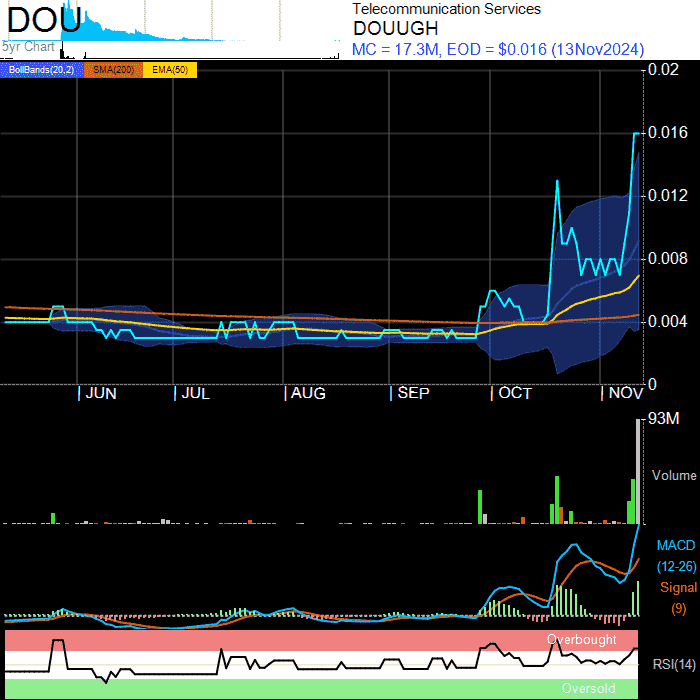 DOU
Telecommunication Services
DOUUGH
5yr Chart
MC = 17.3M, EOD = $0.016 (13Nov2024)
BollBands(20,2) SMA(200) EMA(50)
0.02
0.016
0.012
0.008
0.004
0
JUN JUL AUG SEP OCT NOV
93M
Volume
MACD
(12-26)
Signal
(9)
Overbought
RSI(14)
Oversold